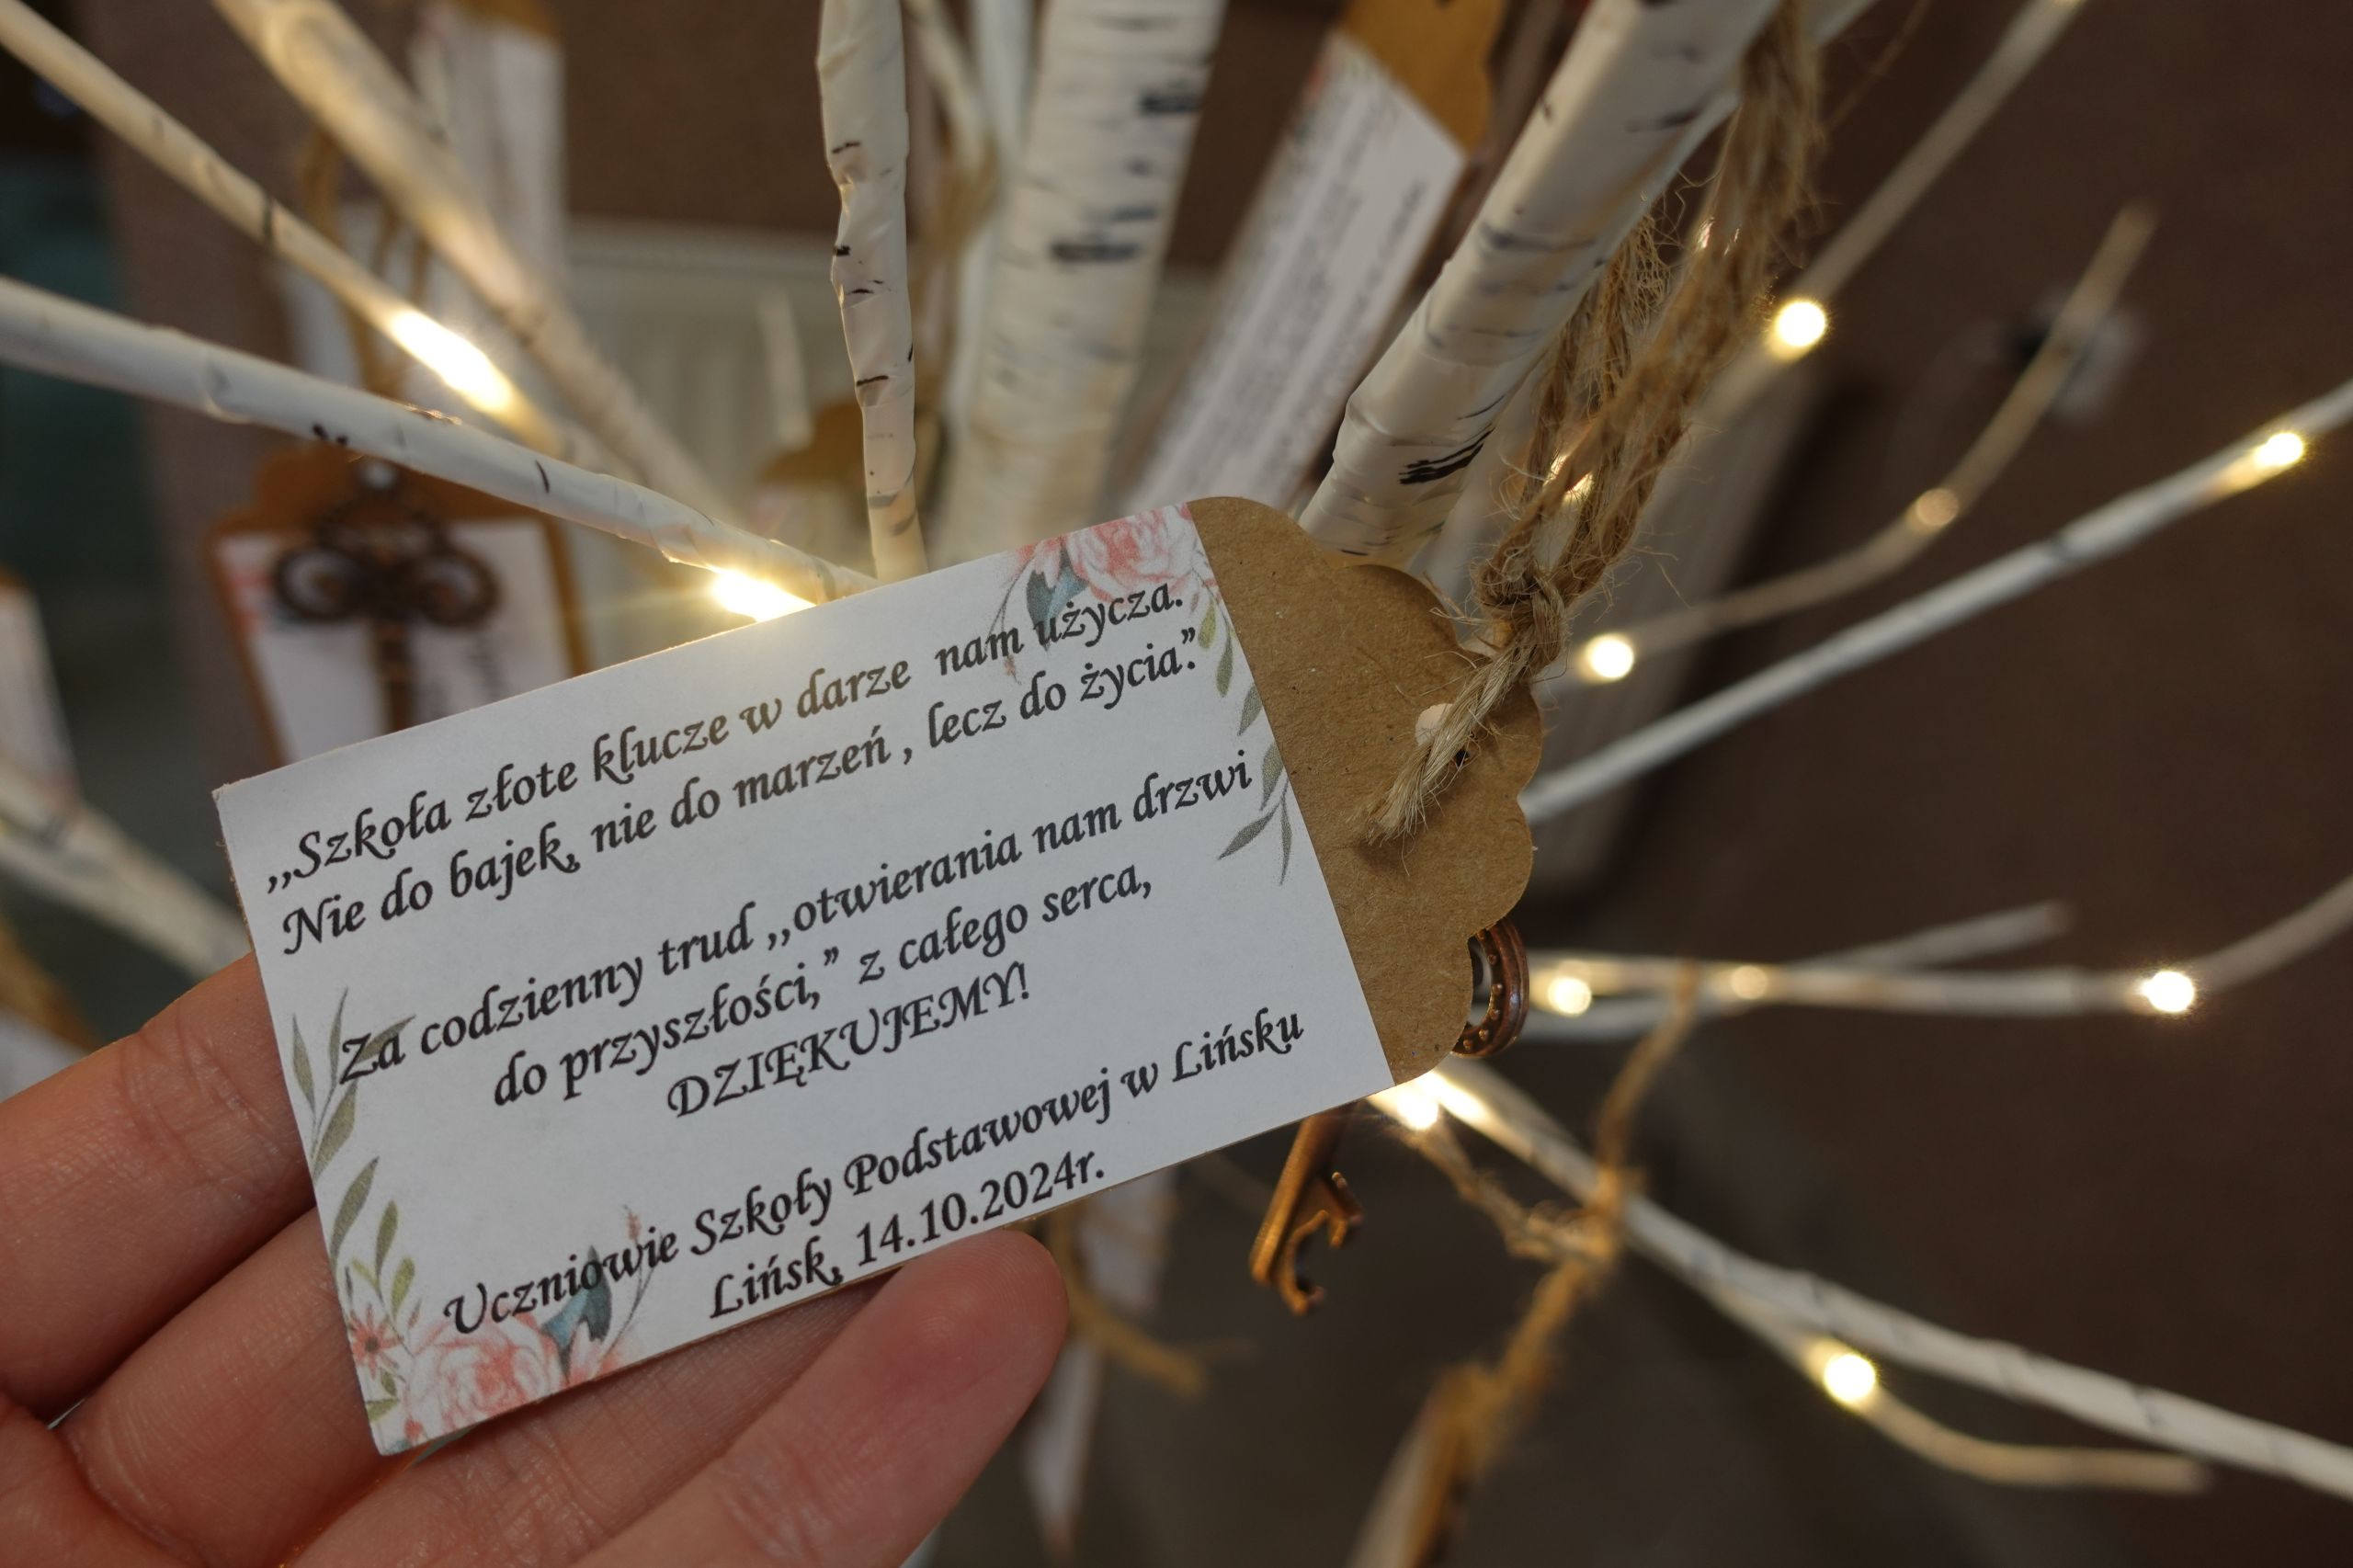 ,,Szkoła złote klucze w darze nam użycza.
Nie do bajek, nie do marzeń , lecz do życia”.
Za codzienny trud ,,otwierania nam drzwi
do przyszłości,” z całego serca,
DZIĘKUJEMY!
Uczniowie Szkoły Podstawowej w Lińsku
Lińsk, 14.10.2024r.